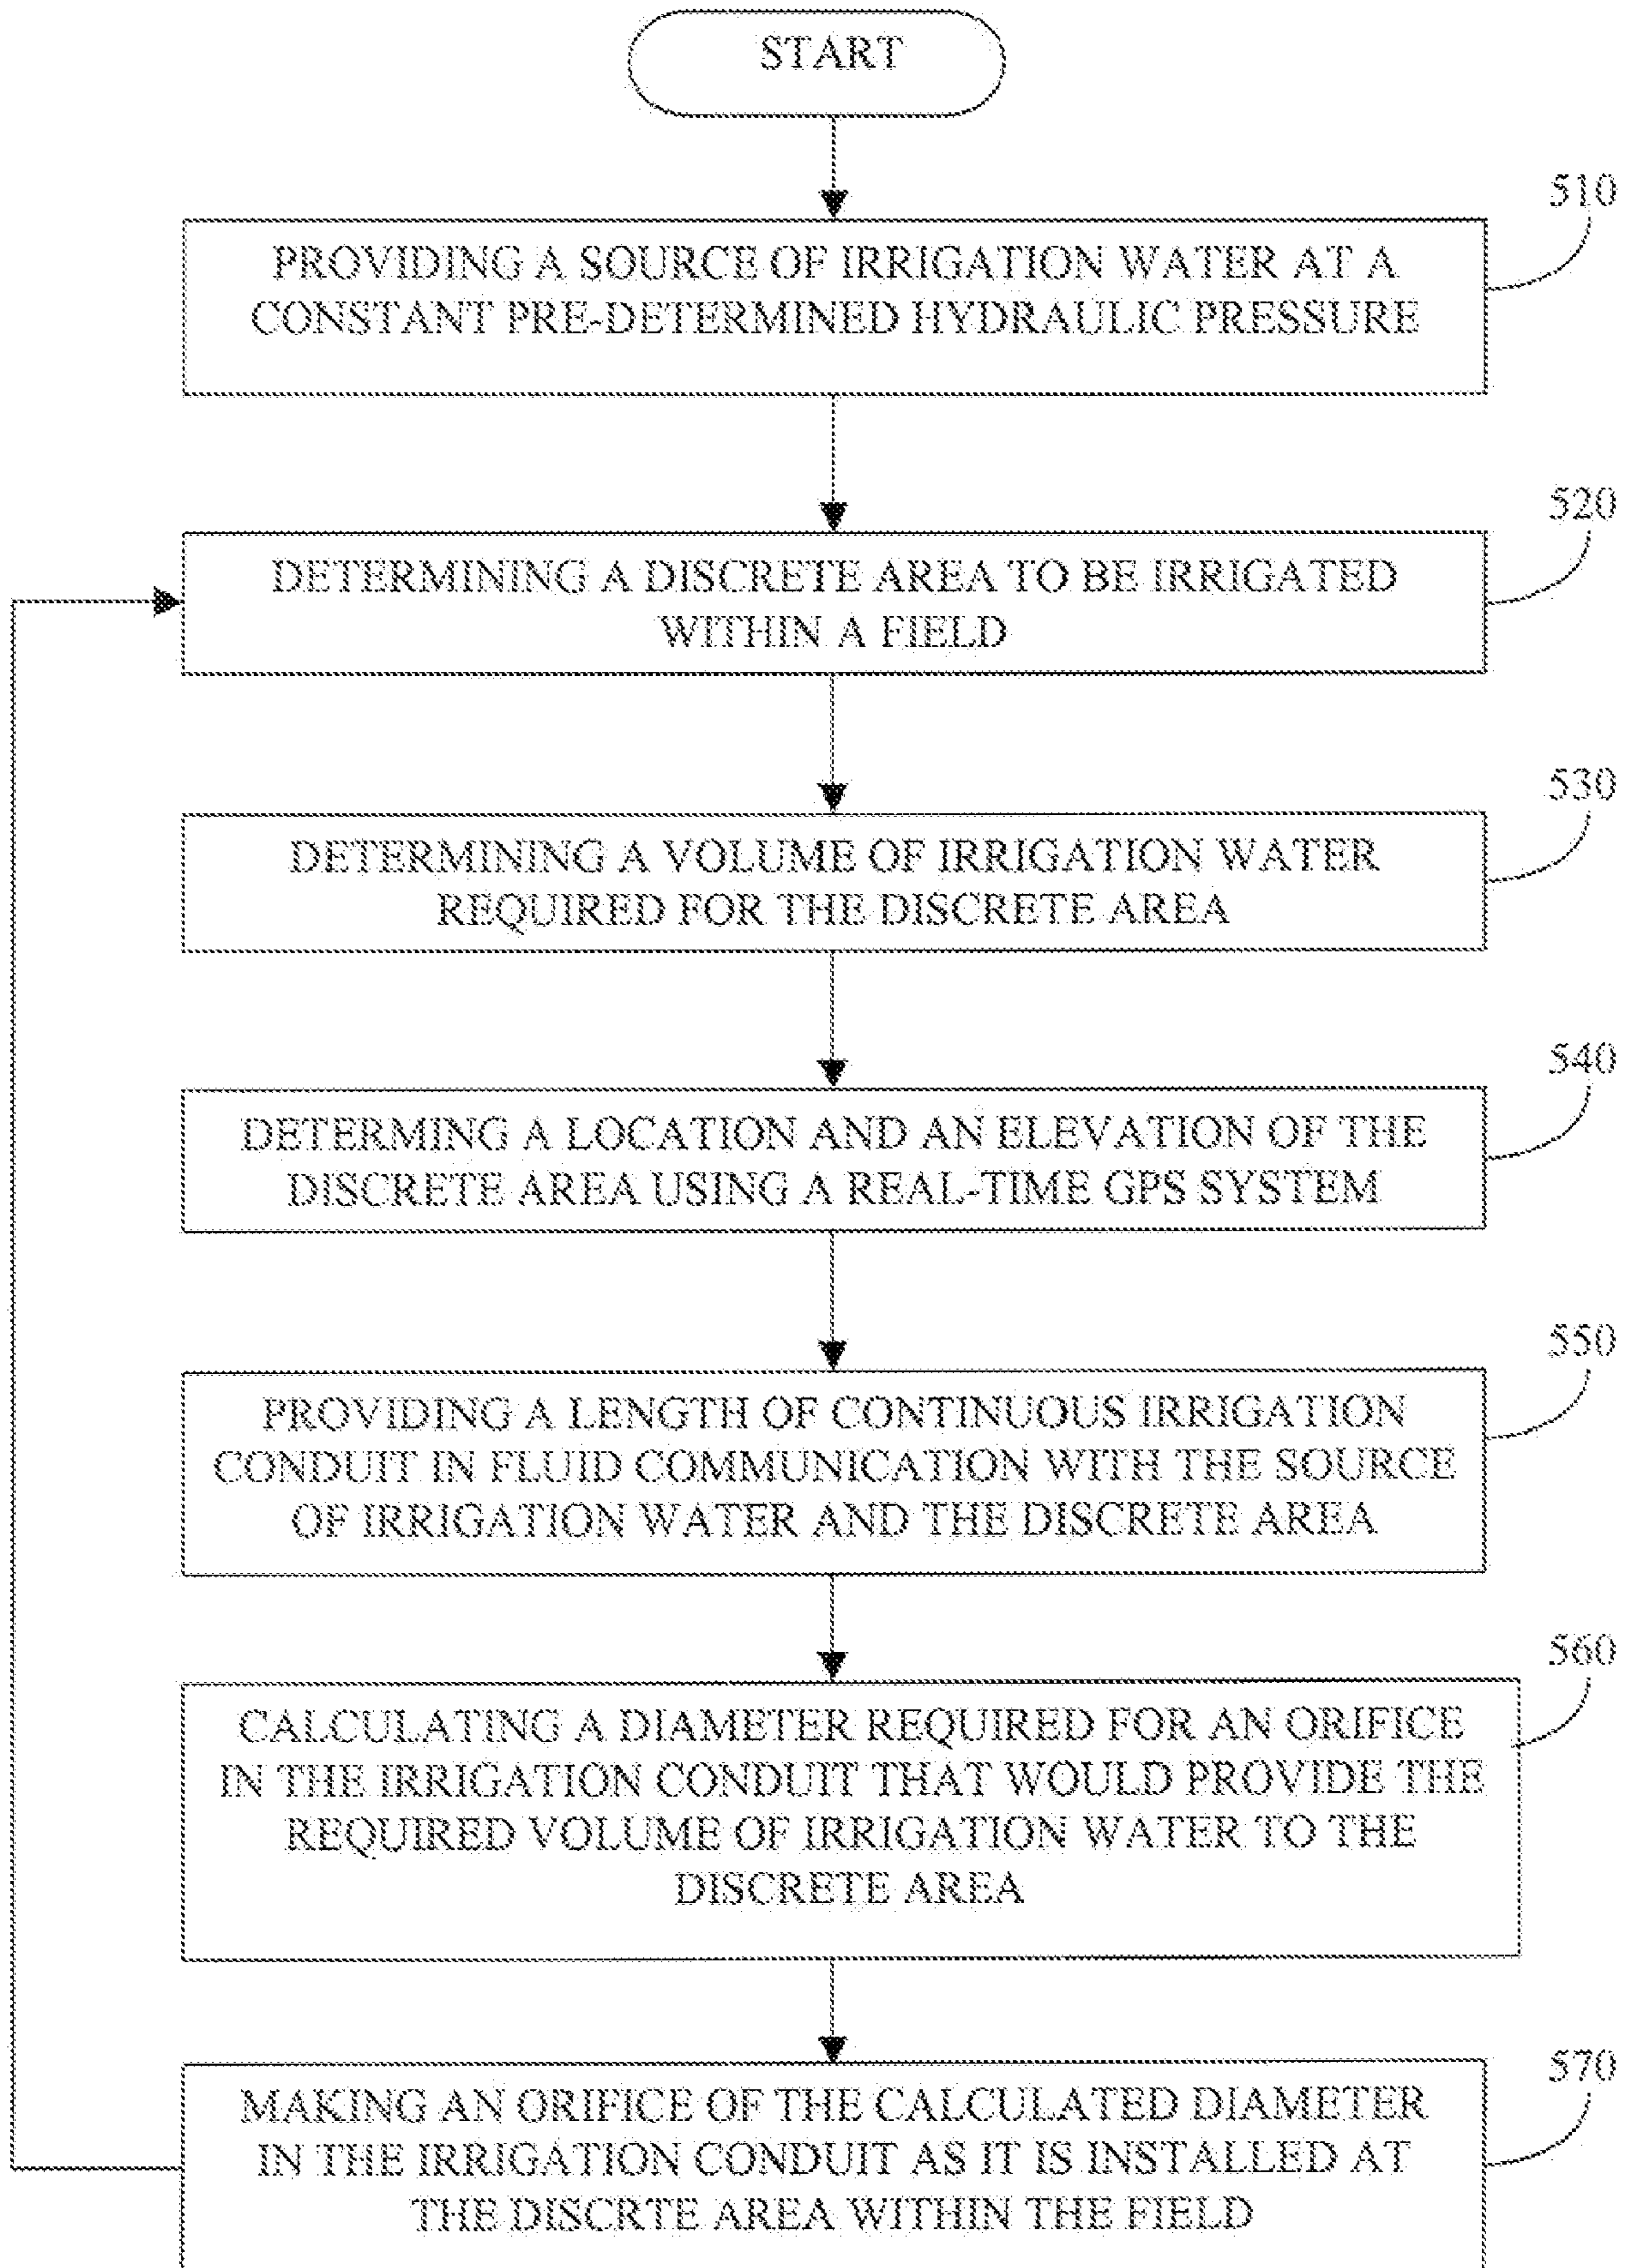 START
510
PROVIDING A SOURCE OF IRRIGATION WATER AT A
CONSTANT PRE-DETERMINED HYDRAULIC PRESSURE
520
DETERMINING A DISCRETE AREA TO BE IRRIGATED
WITHIN A FIELD
530
DETERMINING A VOLUME OF IRRIGATION WATER
REQUIRED FOR THE DISCRETE AREA
540
DETERMING A LOCATION AND AN ELEVATION OF THE
DISCRETE AREA USING A REAL-TIME GPS SYSTEM
550
PROVIDING A LENGTH OF CONTINUOUS IRRIGATION
CONDUIT IN FLUID COMMUNICATION WITH THE SOURCE
OF IRRIGATION WATER AND THE DISCRETE AREA
560
CALCULATING A DIAMETER REQUIRED FOR AN ORIFICE
IN THE IRRIGATION CONDUIT THAT WOULD PROVIDE THE
REQUIRED VOLUME OF IRRIGATION WATER TO THE
DISCRETE AREA
570
MAKING AN ORIFICE OF THE CALCULATED DIAMETER
IN THE IRRIGATION CONDUIT AS IT IS INSTALLED AT
THE DISCRTE AREA WITHIN THE FIELD